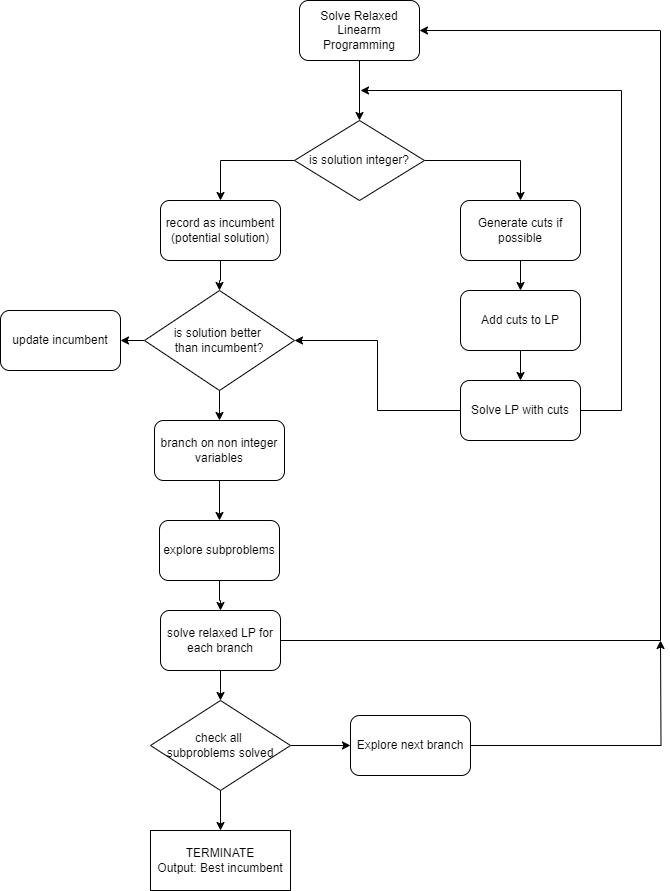 Solve Relaxed
Linearm
Programming
is solution integer?
record as incumbent
(potential solution)
Generate cuts if
possible
is solution better
than incumbent?
update incumbent
Add cuts to LP
Solve LP with cuts
branch on non integer
variables
explore subproblems
solve relaxed LP for
each branch
check all
subproblems solved
Explore next branch
TERMINATE
Output: Best incumbent